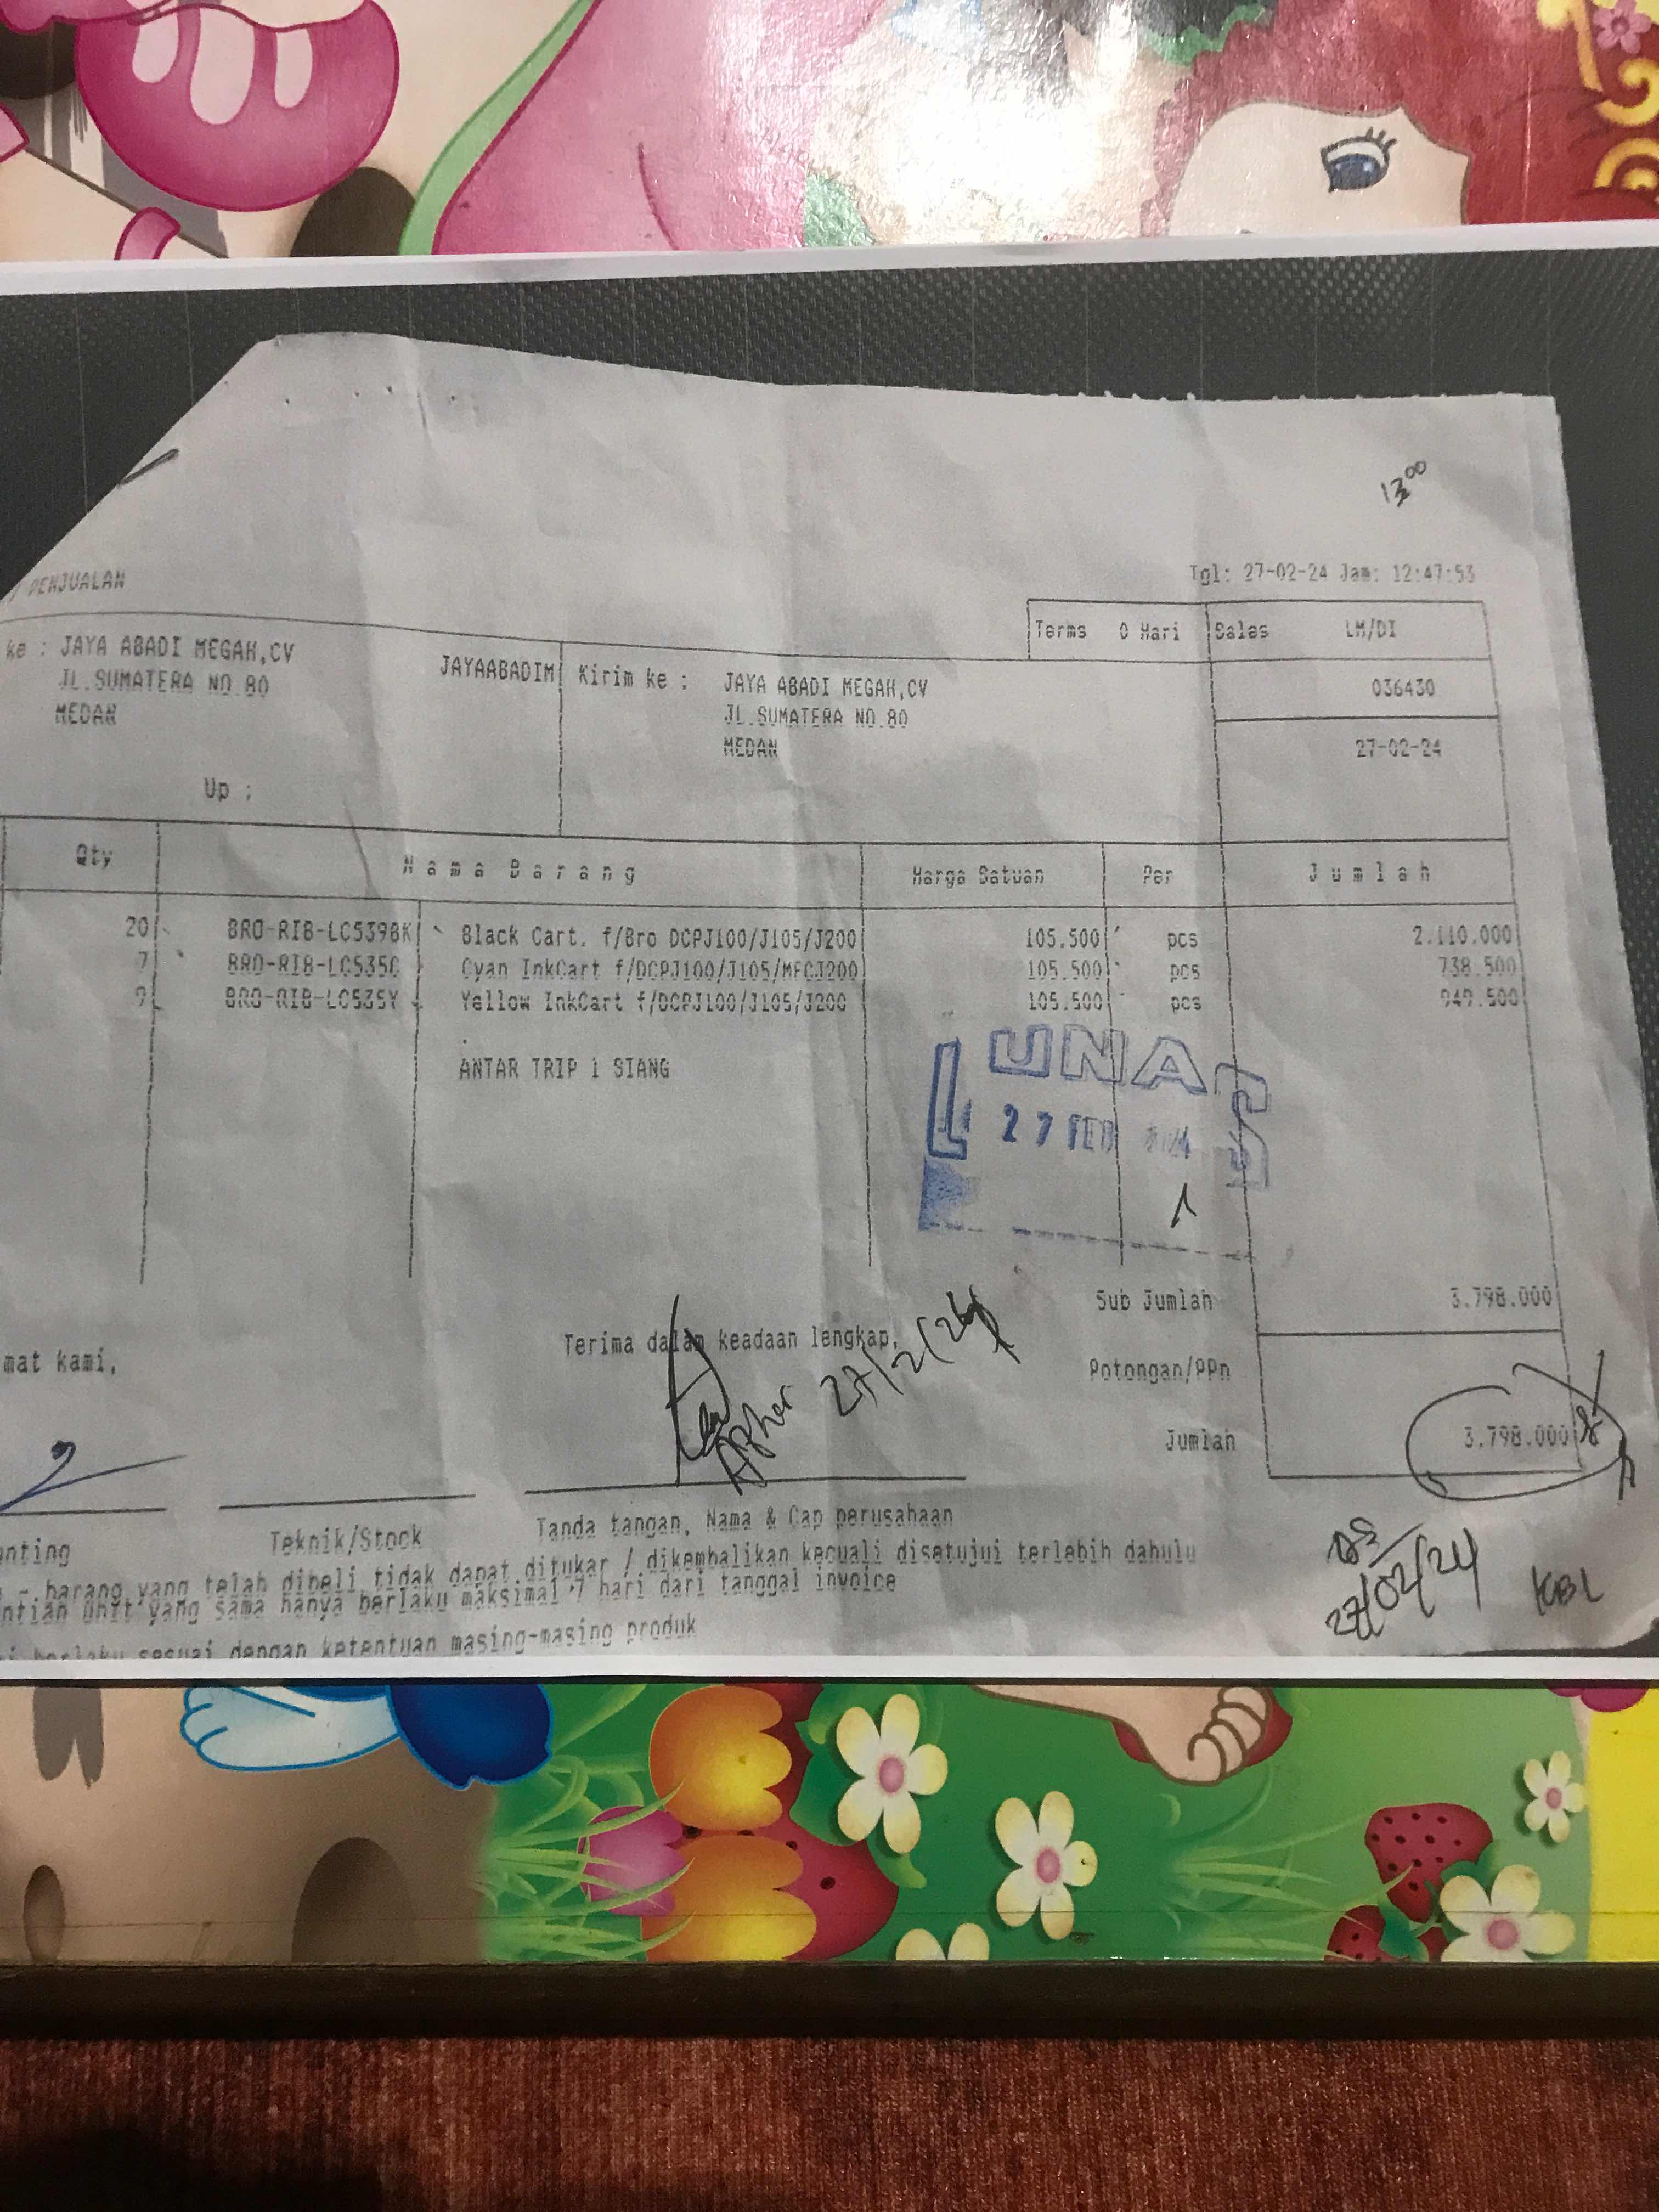 13 00
PENJUALAN
Tgl: 27-02-24 Jam: 12:47:53
Terms 0 Hari Sales LM/DI
ke : JAYA ABADI MEGAH,CV JAYAABADIM Kirim ke : JAYA ABADI MEGAH,CV 036430
JL.SUMATERA NO.80 JL.SUMATERA NO.80
MEDAN MEDAN 27-02-24
Up :
Qty Nama Barang Harga Satuan Per Jumlah
20 BRO-RIB-LC539BK Black Cart. f/Bro DCPJ100/J105/J200 105.500 pcs 2.110.000
7 BRO-RIB-LC535C Cyan InkCart f/DCPJ100/J105/MFCJ200 105.500 pcs 738.500
9 BRO-RIB-LC535Y Yellow InkCart f/DCPJ100/J105/J200 105.500 pcs 949.500
ANTAR TRIP 1 SIANG
LUNAS
27 FEB 2024
Sub Jumlah 3.798.000
mat kami, Terima dalam keadaan lengkap,
27/2/24
Potongan/PPn
Jumlah 3.798.000
nting Teknik/Stock Tanda tangan, Nama & Cap perusahaan
- barang yang telah dibeli tidak dapat ditukar / dikembalikan kecuali disetujui terlebih dahulu
ntian unit yang sama hanya berlaku maksimal 7 hari dari tanggal invoice
berlaku sesuai dengan ketentuan masing-masing produk
27/02/24 KBL